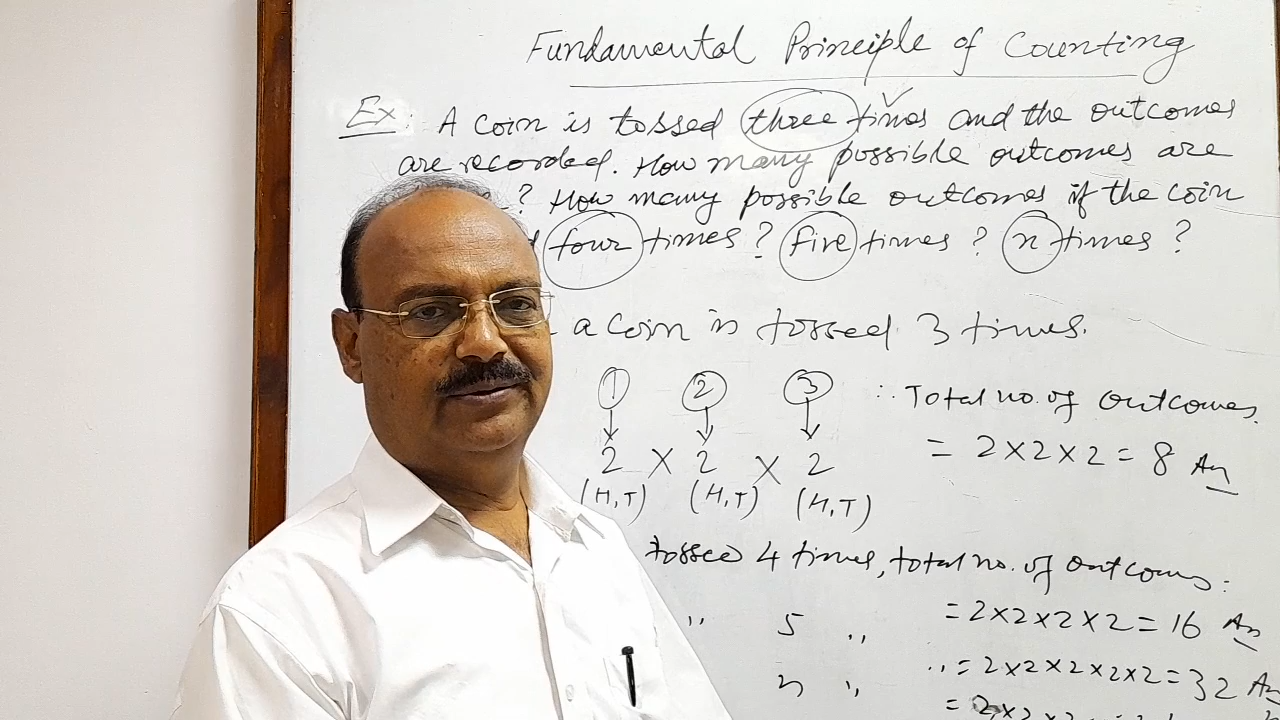 Fundamental Principle of Counting
Ex: A coin is tossed three times and the outcomes
are recorded. How many possible outcomes are
? How many possible outcomes if the coin
four times ? five times ? n times ?
a coin is tossed 3 times.
1 2 3
∴ Total no. of outcomes.
2 × 2 × 2
= 2×2×2 = 8 An
(H,T) (H,T) (H,T)
tossed 4 times, total no. of outcomes:
= 2×2×2×2 = 16 An
,, 5 ,,
,, = 2×2×2×2×2 = 32 An
n ,,